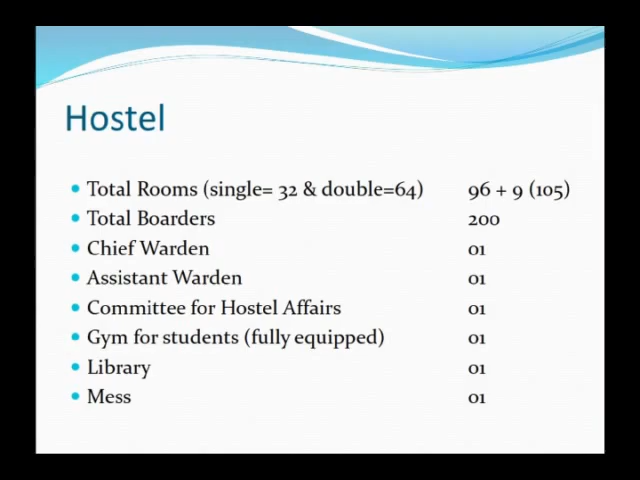 Hostel
Total Rooms (single= 32 & double=64) 96 + 9 (105)
Total Boarders 200
Chief Warden 01
Assistant Warden 01
Committee for Hostel Affairs 01
Gym for students (fully equipped) 01
Library 01
Mess 01